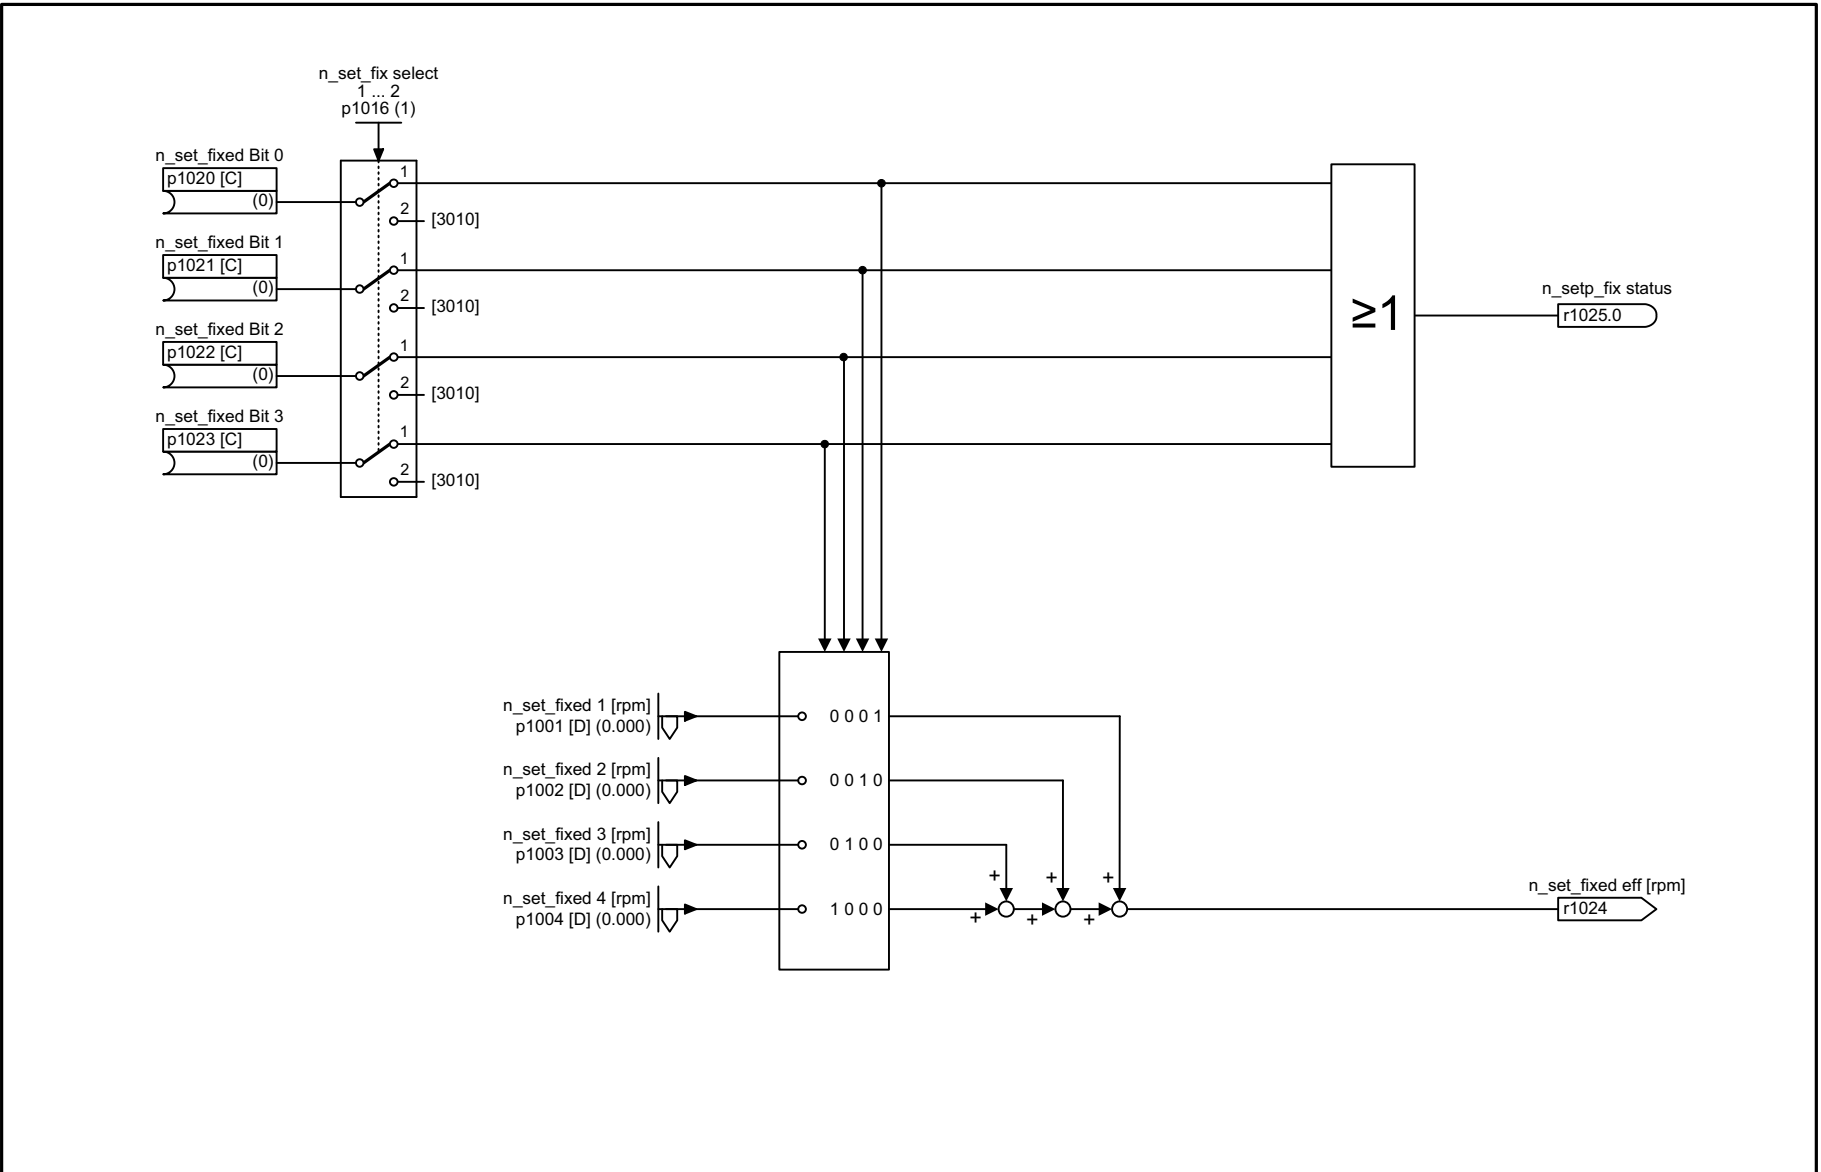 n_set_fix select
1 ... 2
p1016 (1)
n_set_fixed Bit 0
p1020 [C]
(0)
1
2
[3010]
n_set_fixed Bit 1
p1021 [C]
(0)
1
2
[3010]
n_set_fixed Bit 2
p1022 [C]
(0)
1
2
[3010]
n_set_fixed Bit 3
p1023 [C]
(0)
1
2
[3010]
≥1
n_setp_fix status
r1025.0
n_set_fixed 1 [rpm]
p1001 [D] (0.000)
0 0 0 1
n_set_fixed 2 [rpm]
p1002 [D] (0.000)
0 0 1 0
n_set_fixed 3 [rpm]
p1003 [D] (0.000)
0 1 0 0
n_set_fixed 4 [rpm]
p1004 [D] (0.000)
1 0 0 0
+
+
+
+
+
+
n_set_fixed eff [rpm]
r1024